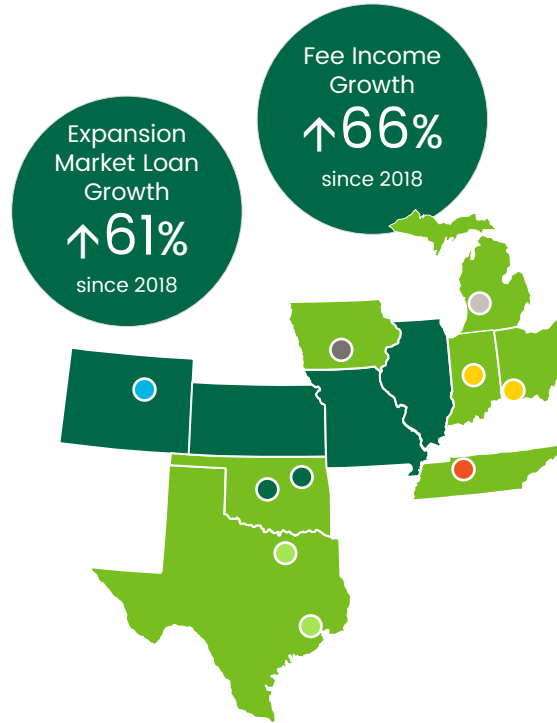 Fee Income
Growth
↑66%
since 2018
Expansion
Market Loan
Growth
↑61%
since 2018